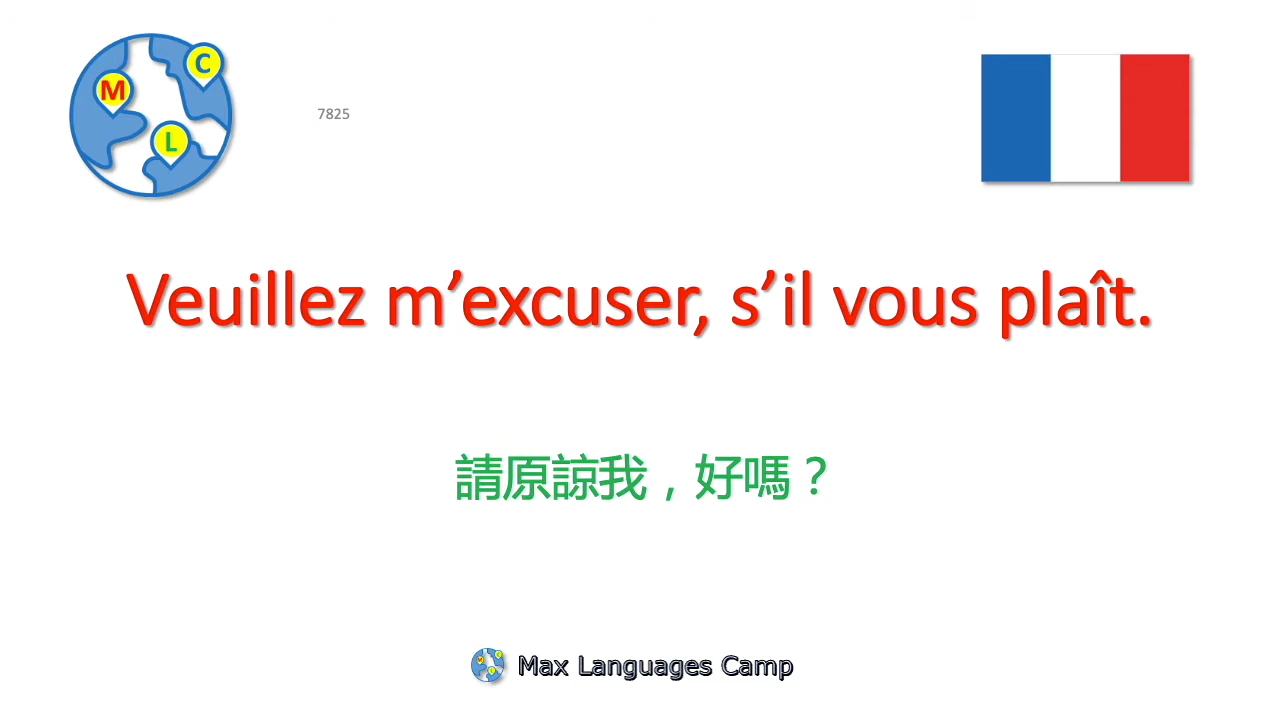 C
M
L
7825
Veuillez m’excuser, s’il vous plaît.
請原諒我，好嗎？
Max Languages Camp